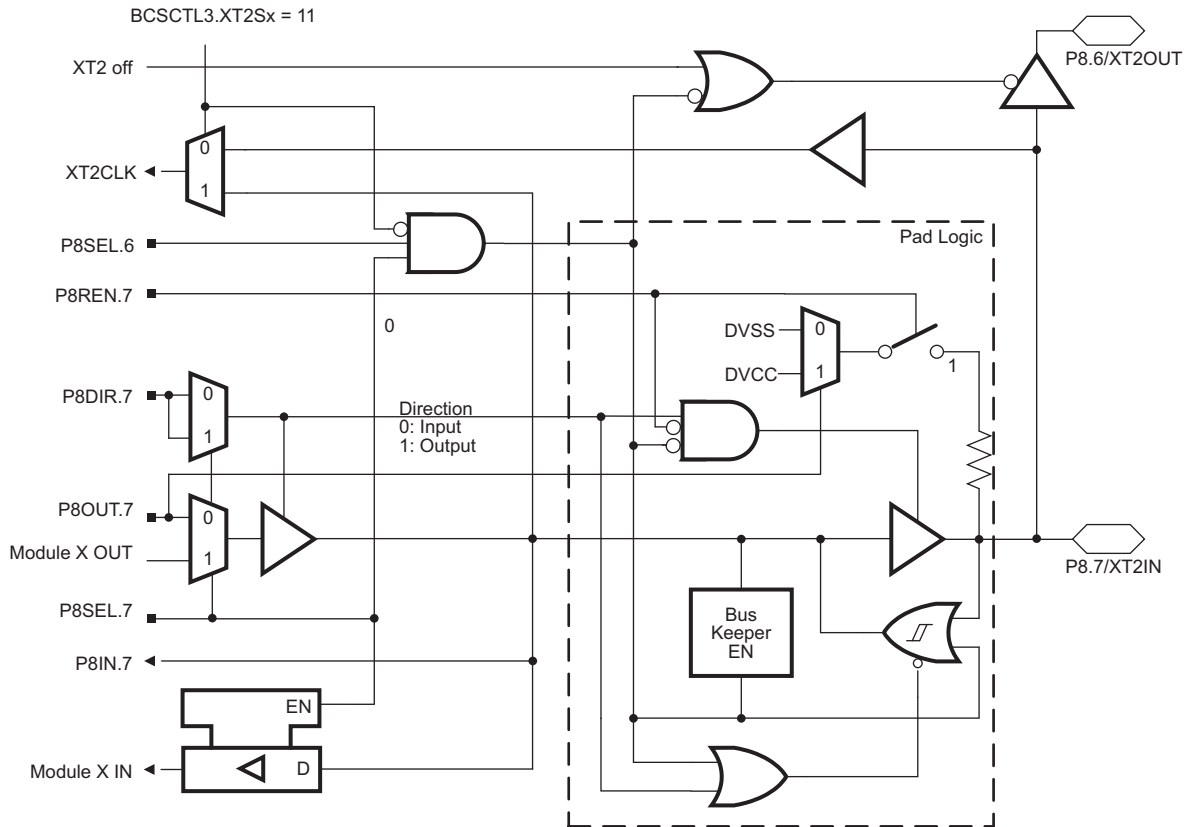 BCSCTL3.XT2Sx = 11
P8.6/XT2OUT
XT2 off
0
XT2CLK
1
P8SEL.6
Pad Logic
P8REN.7
0
DVSS
0
DVCC
1
1
P8DIR.7
0
1
Direction
0: Input
1: Output
P8OUT.7
0
Module X OUT
1
P8.7/XT2IN
P8SEL.7
Bus
Keeper
EN
P8IN.7
EN
Module X IN
D